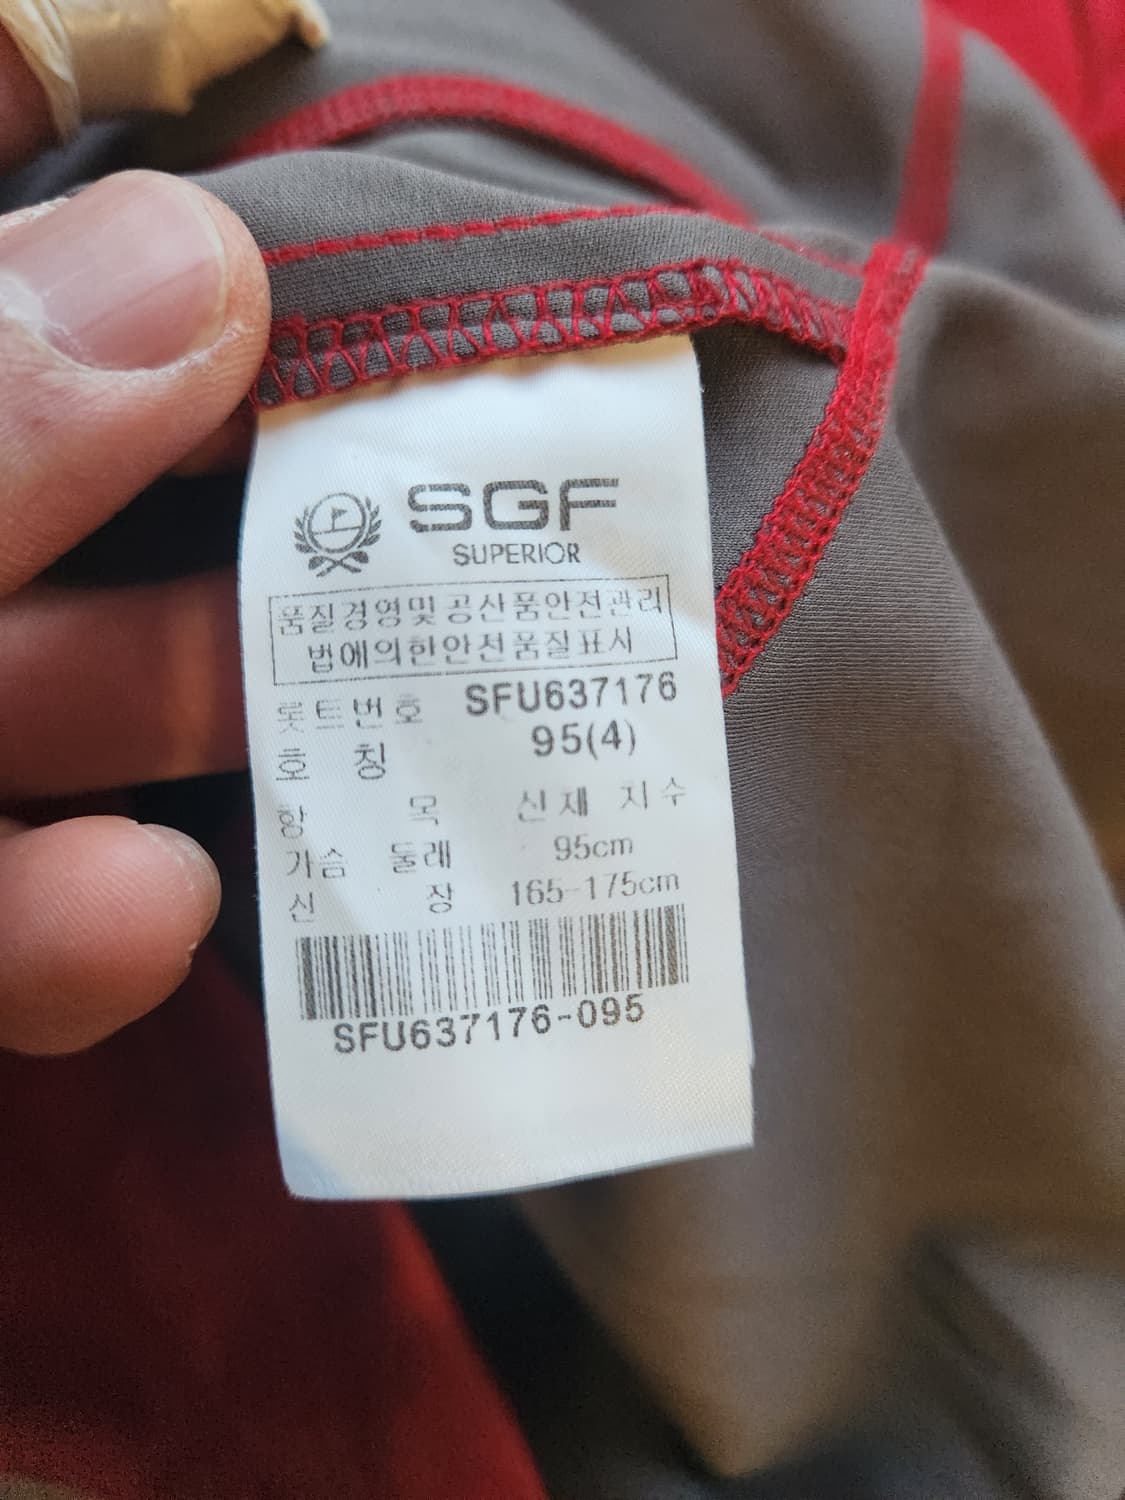 SGF
SUPERIOR
품질경영및공산품안전관리
법에의한안전품질표시
롯트번호 SFU637176
호 칭 95(4)
항 목 신체 지수
가슴 둘레 95cm
신 장 165-175cm
SFU637176-095